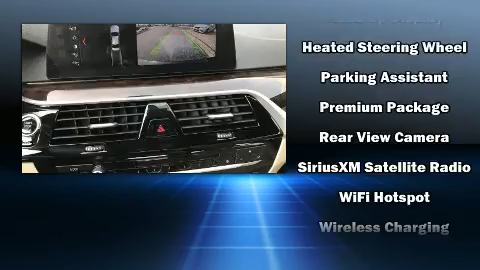 Heated Steering Wheel
Parking Assistant
Premium Package
Rear View Camera
SiriusXM Satellite Radio
WiFi Hotspot
Wireless Charging